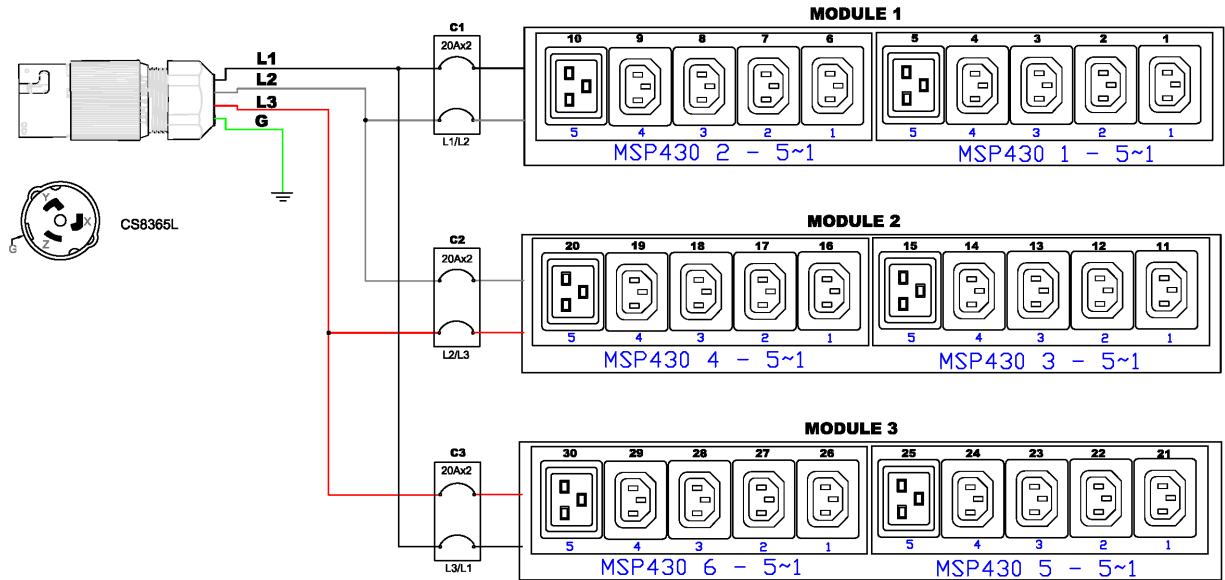 MODULE 1
C1
20Ax2
L1/L2
L1
L2
L3
G
10 9 8 7 6 5 4 3 2 1
5 4 3 2 1 5 4 3 2 1
MSP430 2 - 5~1 MSP430 1 - 5~1
Y
X
Z
G
CS8365L
MODULE 2
C2
20Ax2
L2/L3
20 19 18 17 16 15 14 13 12 11
5 4 3 2 1 5 4 3 2 1
MSP430 4 - 5~1 MSP430 3 - 5~1
MODULE 3
C3
20Ax2
L3/L1
30 29 28 27 26 25 24 23 22 21
5 4 3 2 1 5 4 3 2 1
MSP430 6 - 5~1 MSP430 5 - 5~1